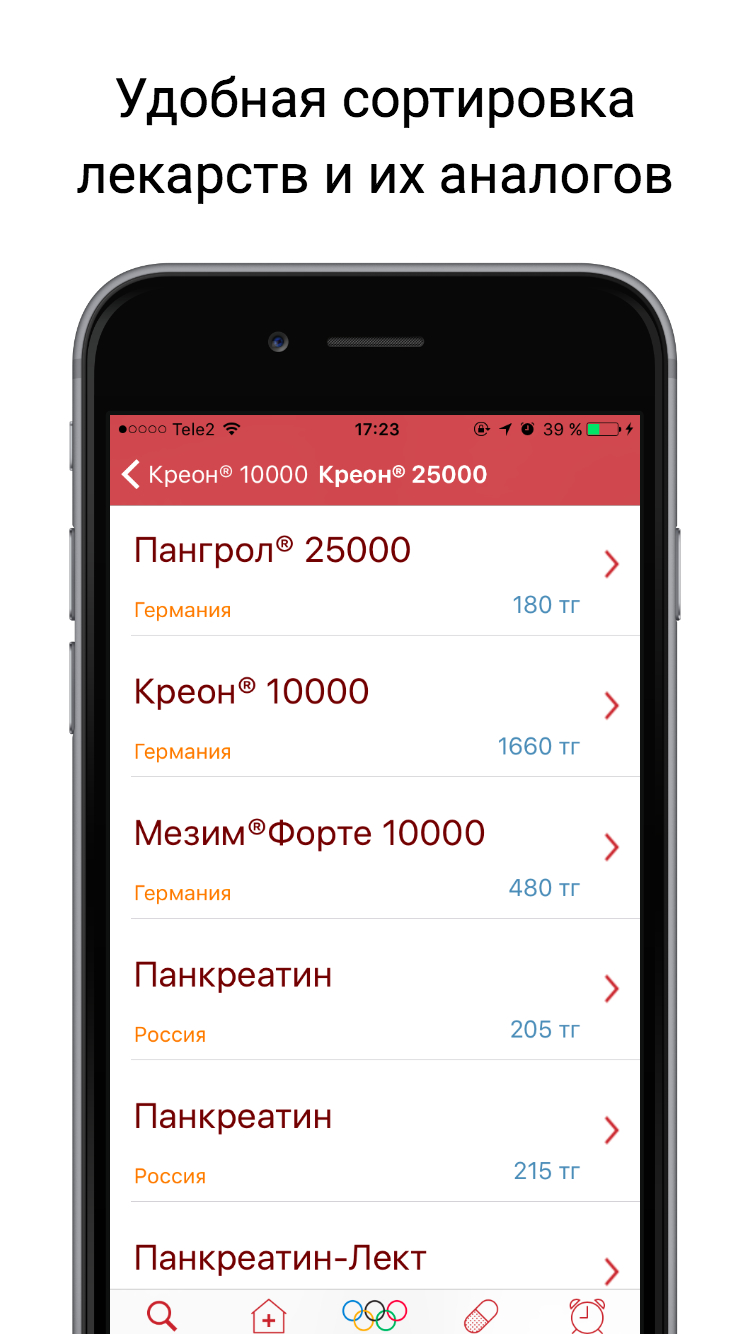 Удобная сортировка
лекарств и их аналогов
Tele2 17:23 39 %
Креон® 10000 Креон® 25000
Пангрол® 25000
Германия 180 тг
Креон® 10000
Германия 1660 тг
Мезим®Форте 10000
Германия 480 тг
Панкреатин
Россия 205 тг
Панкреатин
Россия 215 тг
Панкреатин-Лект